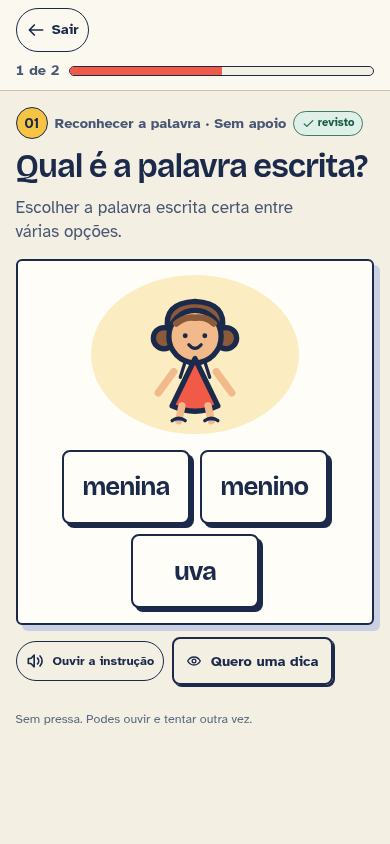 Sair
1 de 2
01 Reconhecer a palavra · Sem apoio revisto
Qual é a palavra escrita?
Escolher a palavra escrita certa entre
várias opções.
menina menino
uva
Ouvir a instrução Quero uma dica
Sem pressa. Podes ouvir e tentar outra vez.